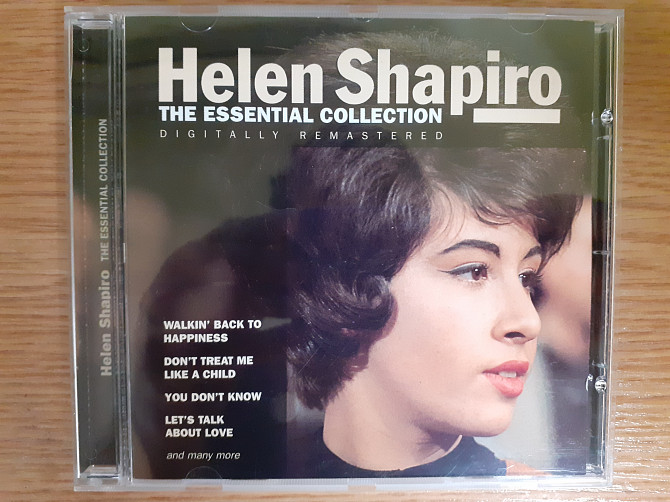 Helen Shapiro
THE ESSENTIAL COLLECTION
DIGITALLY REMASTERED
WALKIN' BACK TO
HAPPINESS
DON'T TREAT ME
LIKE A CHILD
YOU DON'T KNOW
LET'S TALK
ABOUT LOVE
and many more
Helen Shapiro THE ESSENTIAL COLLECTION